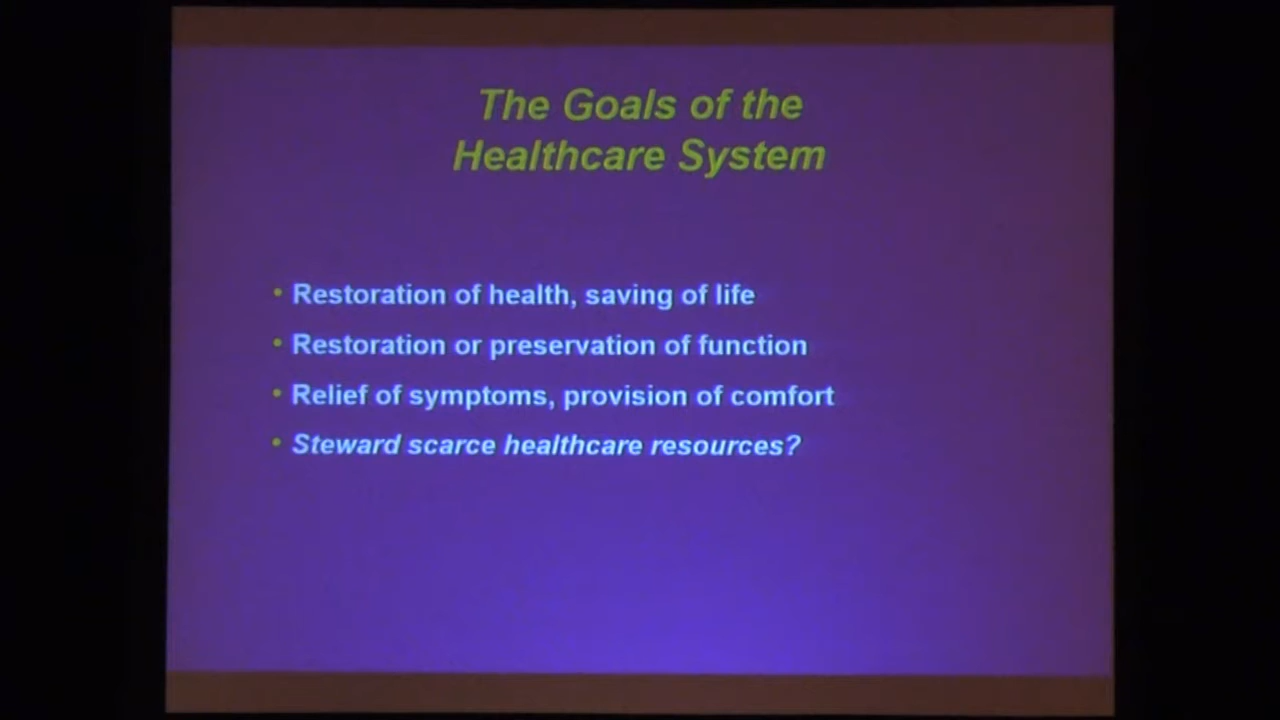 The Goals of the
Healthcare System
• Restoration of health, saving of life
• Restoration or preservation of function
• Relief of symptoms, provision of comfort
• Steward scarce healthcare resources?